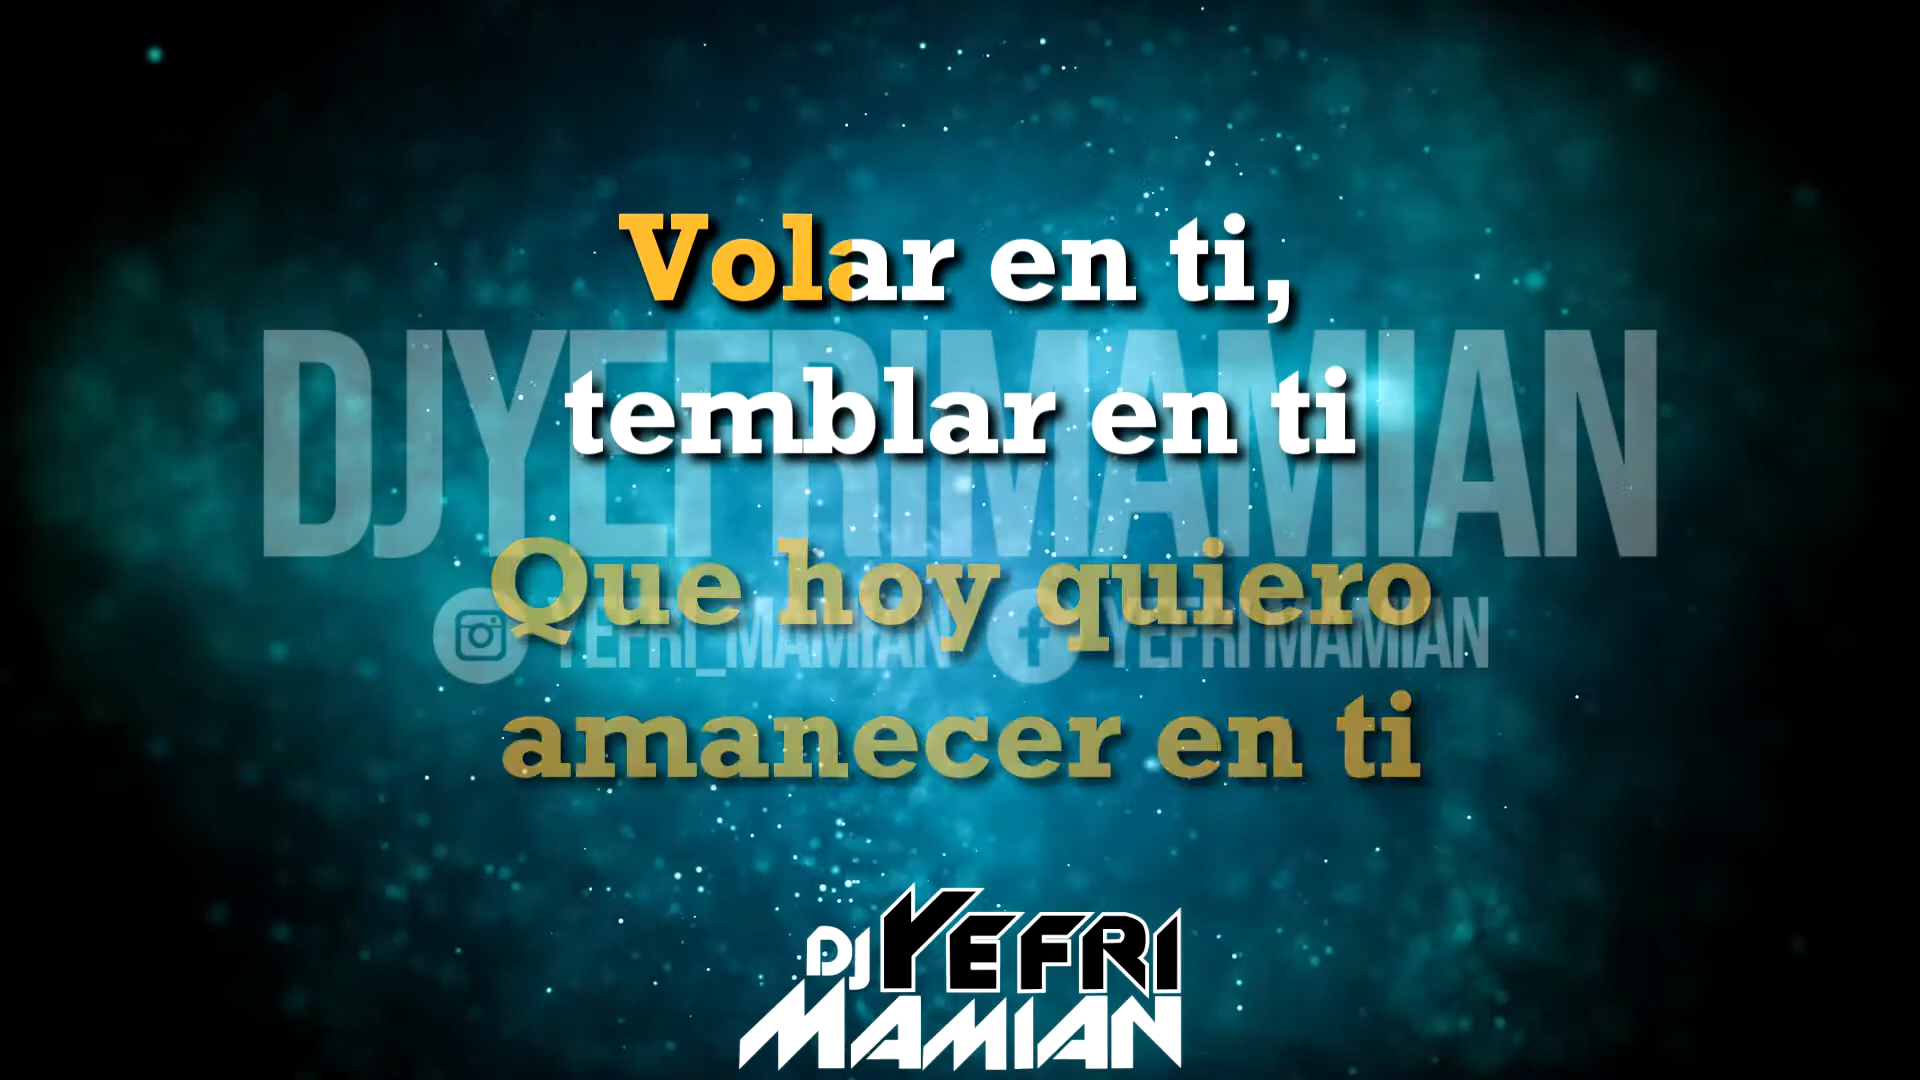 Volar en ti,
DJYEFRIMAMIAN
temblar en ti
Que hoy quiero
YEFRI_MAMIAN YEFRI MAMIAN
amanecer en ti
DJ YEFRI
MAMIAN